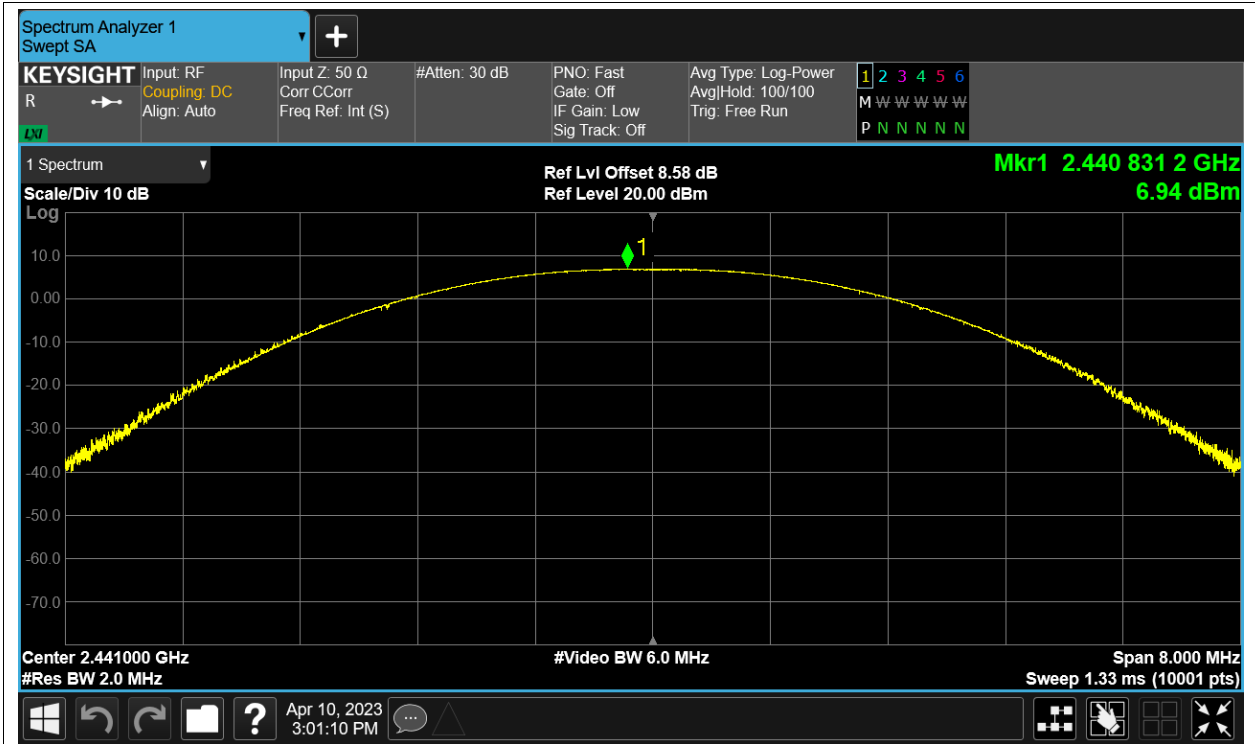 Spectrum Analyzer 1
Swept SA
+
KEYSIGHT
R
LXI
Input: RF
Coupling: DC
Align: Auto
Input Z: 50 Ω
Corr CCorr
Freq Ref: Int (S)
#Atten: 30 dB
PNO: Fast
Gate: Off
IF Gain: Low
Sig Track: Off
Avg Type: Log-Power
Avg|Hold: 100/100
Trig: Free Run
1 2 3 4 5 6
M W W W W W
P N N N N N
1 Spectrum
Scale/Div 10 dB
Log
Ref Lvl Offset 8.58 dB
Ref Level 20.00 dBm
Mkr1 2.440 831 2 GHz
6.94 dBm
1
10.0
0.00
-10.0
-20.0
-30.0
-40.0
-50.0
-60.0
-70.0
Center 2.441000 GHz
#Video BW 6.0 MHz
Span 8.000 MHz
#Res BW 2.0 MHz
Sweep 1.33 ms (10001 pts)
?
Apr 10, 2023
3:01:10 PM